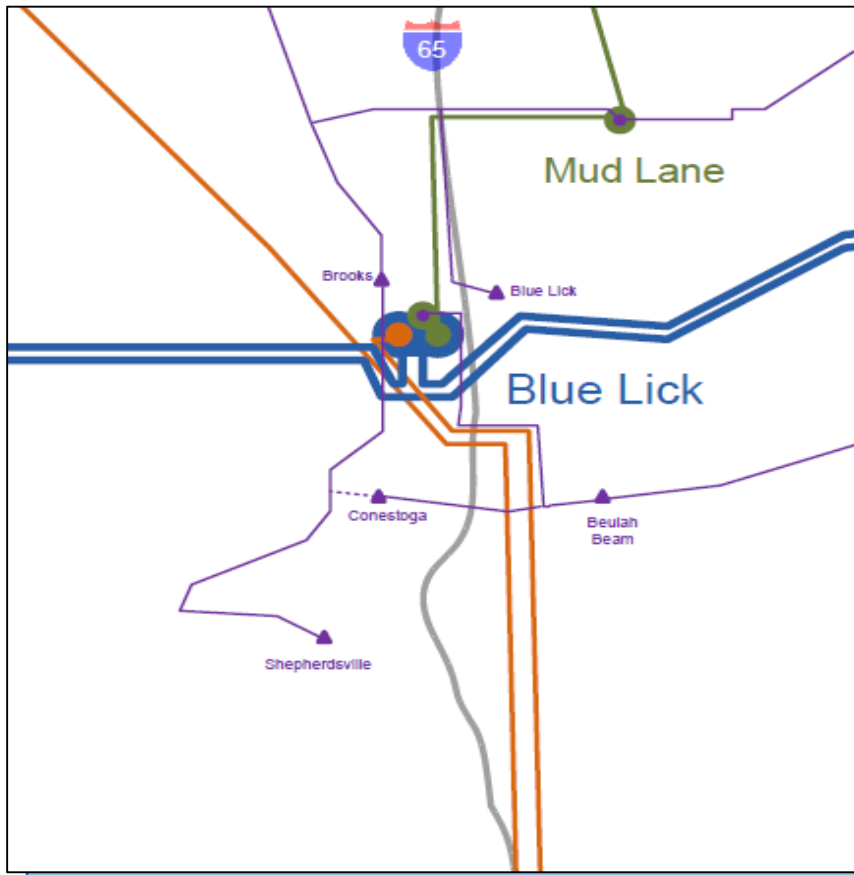 65
Mud Lane
Brooks
Blue Lick
Blue Lick
Conestoga
Beulah
Beam
Shepherdsville